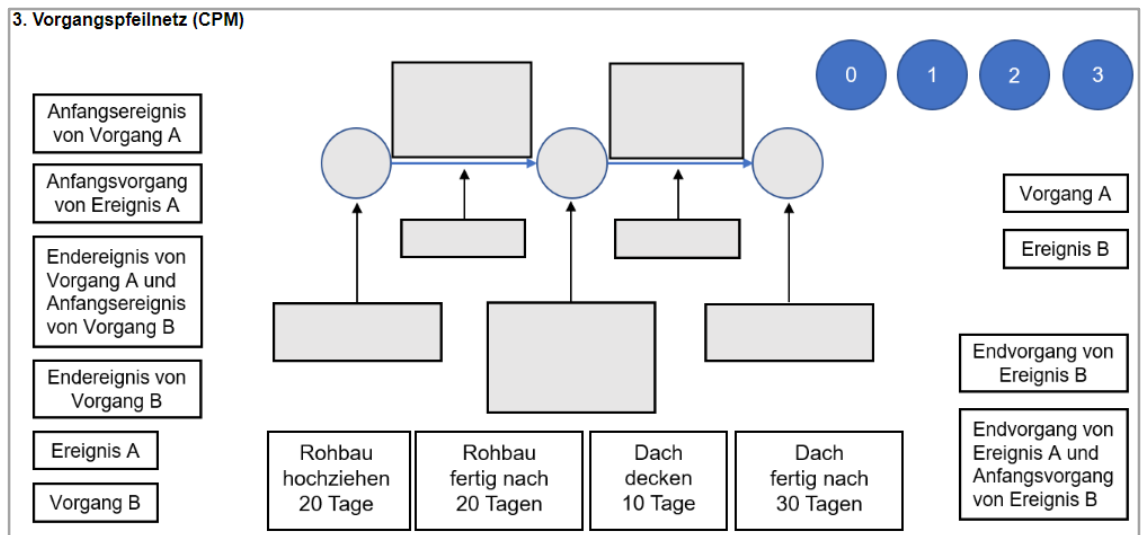 3. Vorgangspfeilnetz (CPM)
0
1
2
3
Anfangsereignis
von Vorgang A
Anfangsvorgang
von Ereignis A
Endereignis von
Vorgang A und
Anfangsereignis
von Vorgang B
Endereignis von
Vorgang B
Ereignis A
Vorgang B
Rohbau
hochziehen
20 Tage
Rohbau
fertig nach
20 Tagen
Dach
decken
10 Tage
Dach
fertig nach
30 Tagen
Vorgang A
Ereignis B
Endvorgang von
Ereignis B
Endvorgang von
Ereignis A und
Anfangsvorgang
von Ereignis B